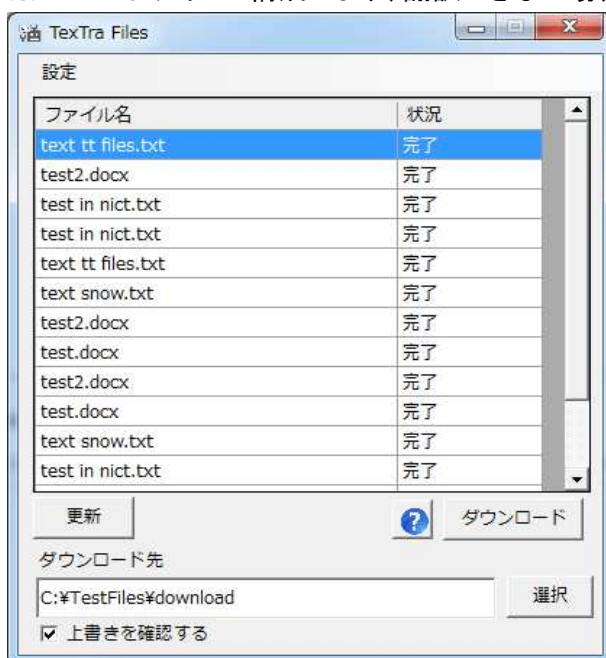 TexTra Files
設定
ファイル名 状況
text tt files.txt 完了
test2.docx 完了
test in nict.txt 完了
test in nict.txt 完了
text tt files.txt 完了
text snow.txt 完了
test2.docx 完了
test.docx 完了
test2.docx 完了
test.docx 完了
text snow.txt 完了
test in nict.txt 完了
更新 ? ダウンロード
ダウンロード先
C:¥TestFiles¥download 選択
上書きを確認する